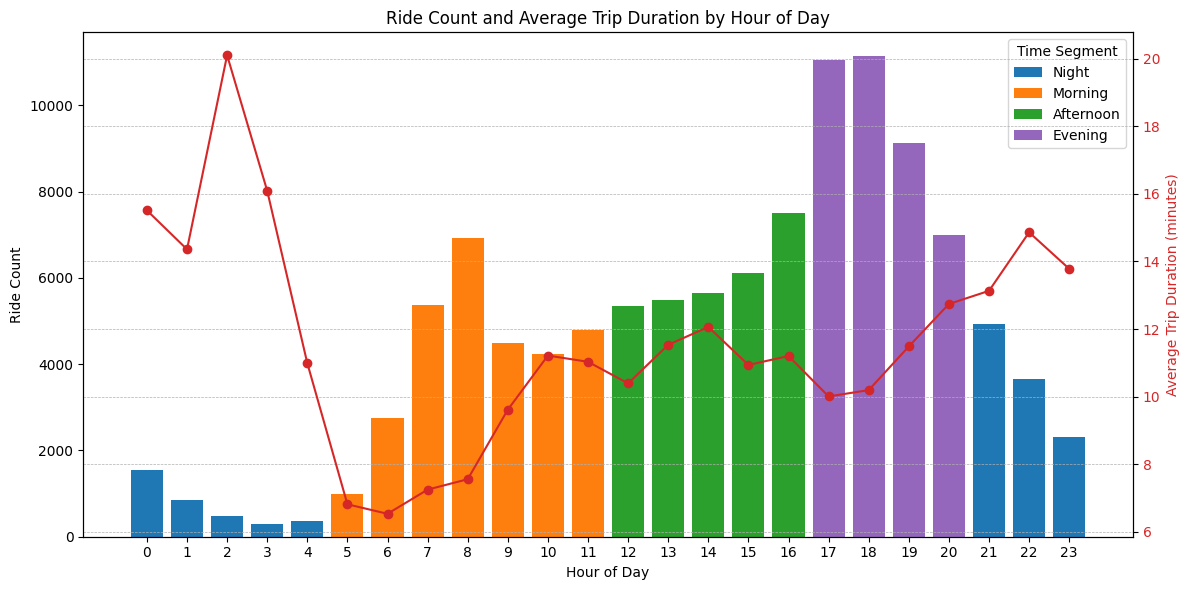 Ride Count and Average Trip Duration by Hour of Day
Time Segment
Night
Morning
Afternoon
Evening
Ride Count
10000
8000
6000
4000
2000
0
20
18
16
14
12
10
8
6
Average Trip Duration (minutes)
0 1 2 3 4 5 6 7 8 9 10 11 12 13 14 15 16 17 18 19 20 21 22 23
Hour of Day